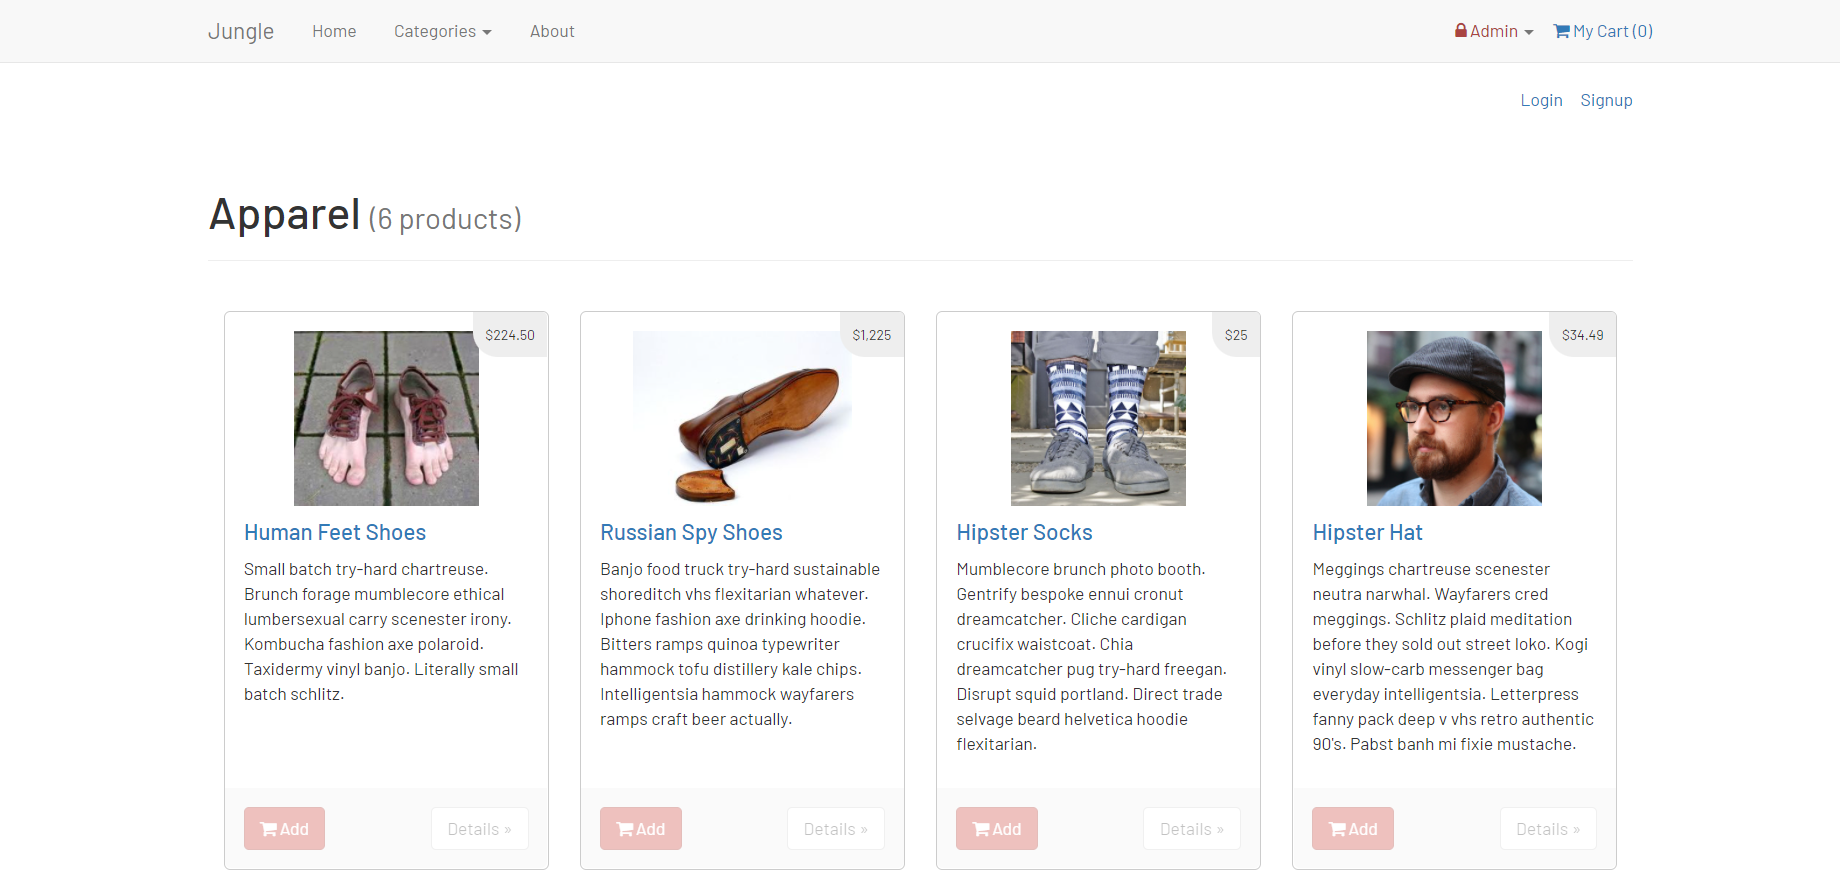 Jungle Home Categories About Admin My Cart (0)
Login Signup
Apparel (6 products)
$224.50
Human Feet Shoes
Small batch try-hard chartreuse.
Brunch forage mumblecore ethical
lumbersexual carry scenester irony.
Kombucha fashion axe polaroid.
Taxidermy vinyl banjo. Literally small
batch schlitz.
Add Details »
$1,225
Russian Spy Shoes
Banjo food truck try-hard sustainable
shoreditch vhs flexitarian whatever.
Iphone fashion axe drinking hoodie.
Bitters ramps quinoa typewriter
hammock tofu distillery kale chips.
Intelligentsia hammock wayfarers
ramps craft beer actually.
Add Details »
$25
Hipster Socks
Mumblecore brunch photo booth.
Gentrify bespoke ennui cronut
dreamcatcher. Cliche cardigan
crucifix waistcoat. Chia
dreamcatcher pug try-hard freegan.
Disrupt squid portland. Direct trade
selvage beard helvetica hoodie
flexitarian.
Add Details »
$34.49
Hipster Hat
Meggings chartreuse scenester
neutra narwhal. Wayfarers cred
meggings. Schlitz plaid meditation
before they sold out street loko. Kogi
vinyl slow-carb messenger bag
everyday intelligentsia. Letterpress
fanny pack deep v vhs retro authentic
90's. Pabst banh mi fixie mustache.
Add Details »